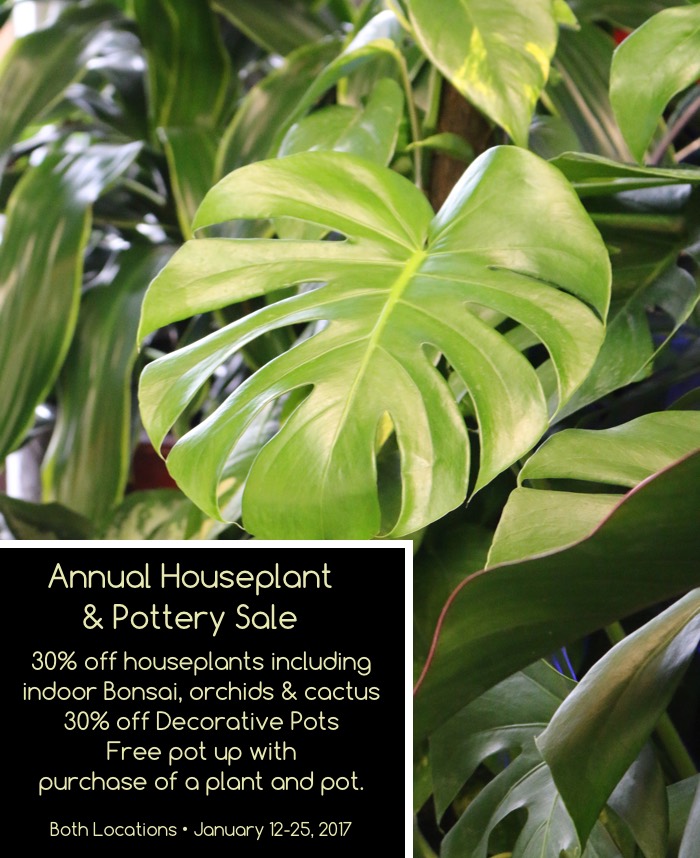 Annual Houseplant
& Pottery Sale
30% off houseplants including
indoor Bonsai, orchids & cactus
30% off Decorative Pots
Free pot up with
purchase of a plant and pot.
Both Locations • January 12-25, 2017